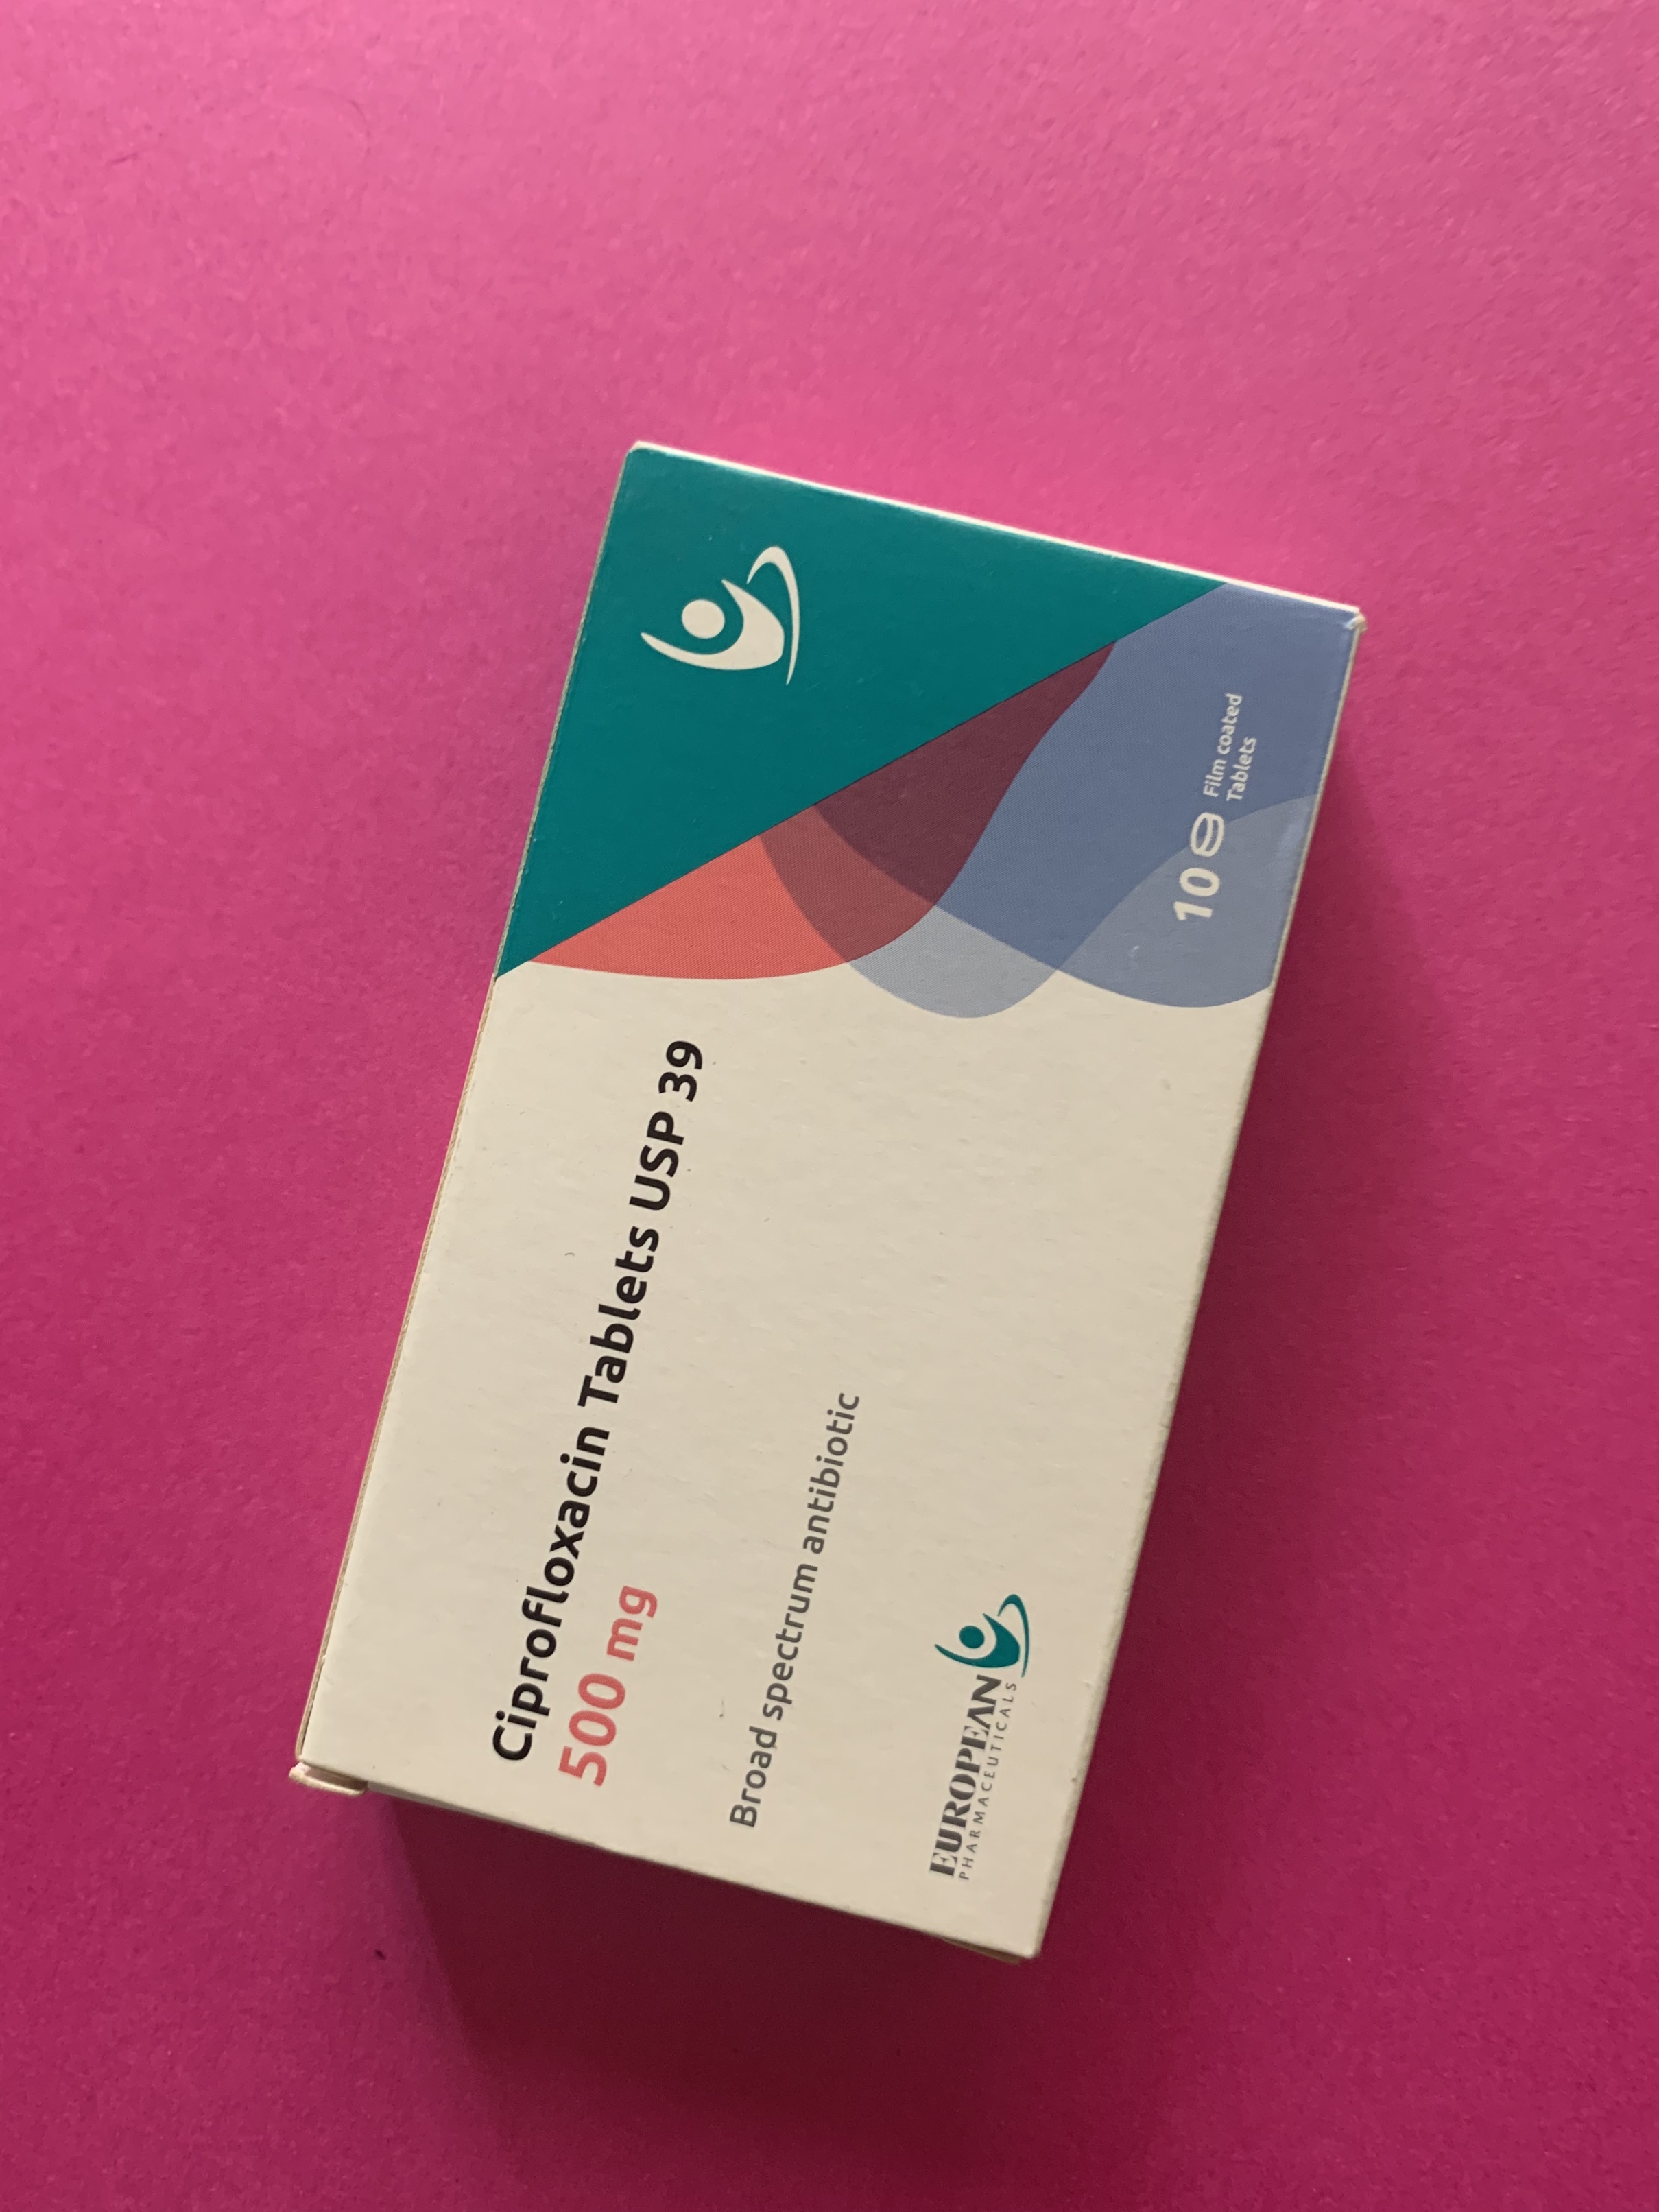 Ciprofloxacin Tablets USP 39
500 mg
Broad spectrum antibiotic
EUROPEAN
PHARMACEUTICALS
10 Film coated
Tablets